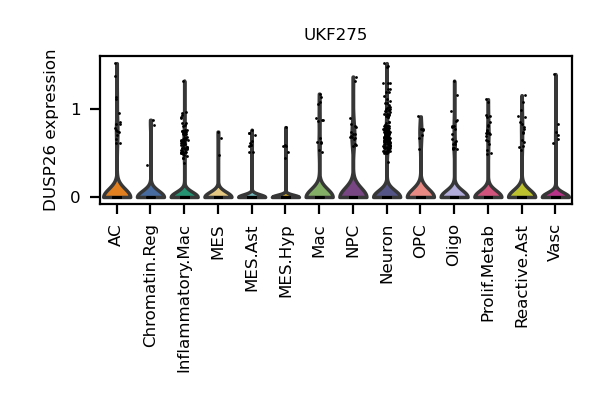 UKF275
DUSP26 expression
1
0
AC
Chromatin.Reg
Inflammatory.Mac
MES
MES.Ast
MES.Hyp
Mac
NPC
Neuron
OPC
Oligo
Prolif.Metab
Reactive.Ast
Vasc